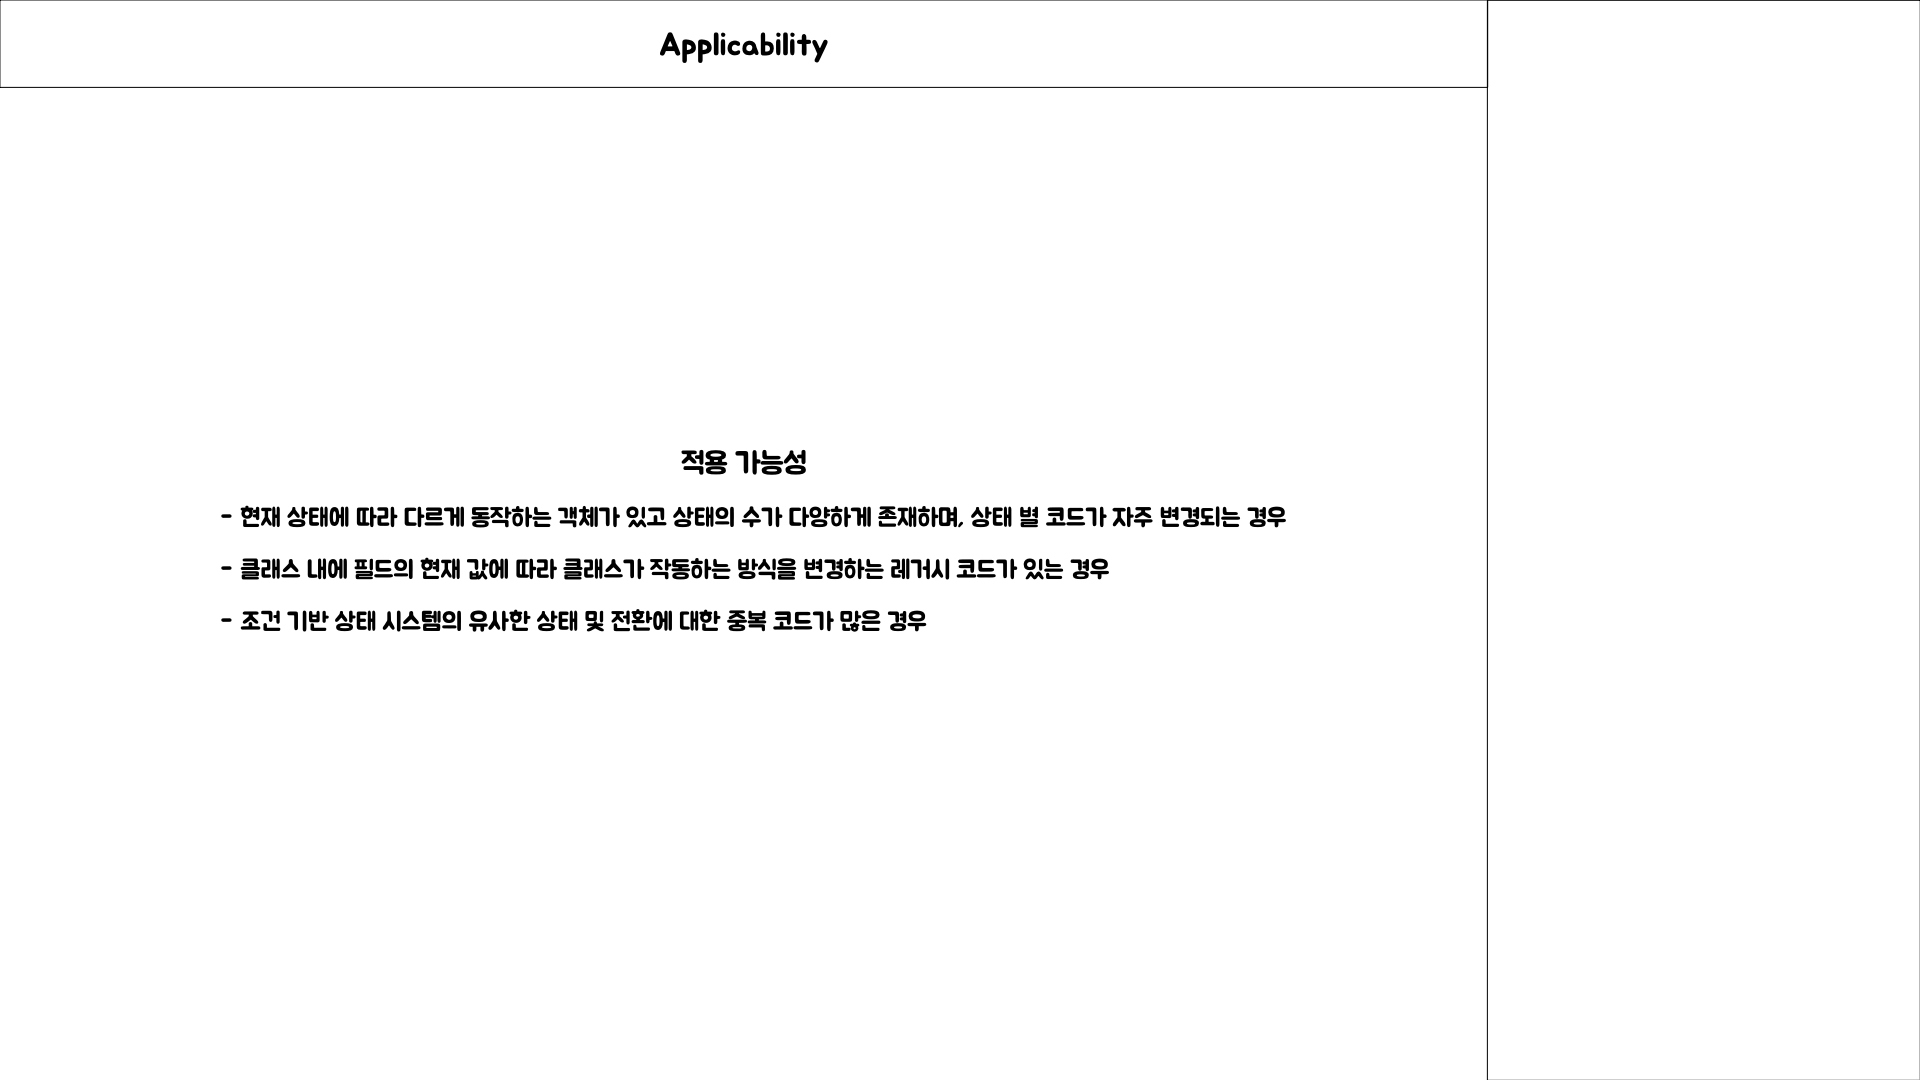 Applicability
적용 가능성
- 현재 상태에 따라 다르게 동작하는 객체가 있고 상태의 수가 다양하게 존재하며, 상태 별 코드가 자주 변경되는 경우
- 클래스 내에 필드의 현재 값에 따라 클래스가 작동하는 방식을 변경하는 레거시 코드가 있는 경우
- 조건 기반 상태 시스템의 유사한 상태 및 전환에 대한 중복 코드가 많은 경우